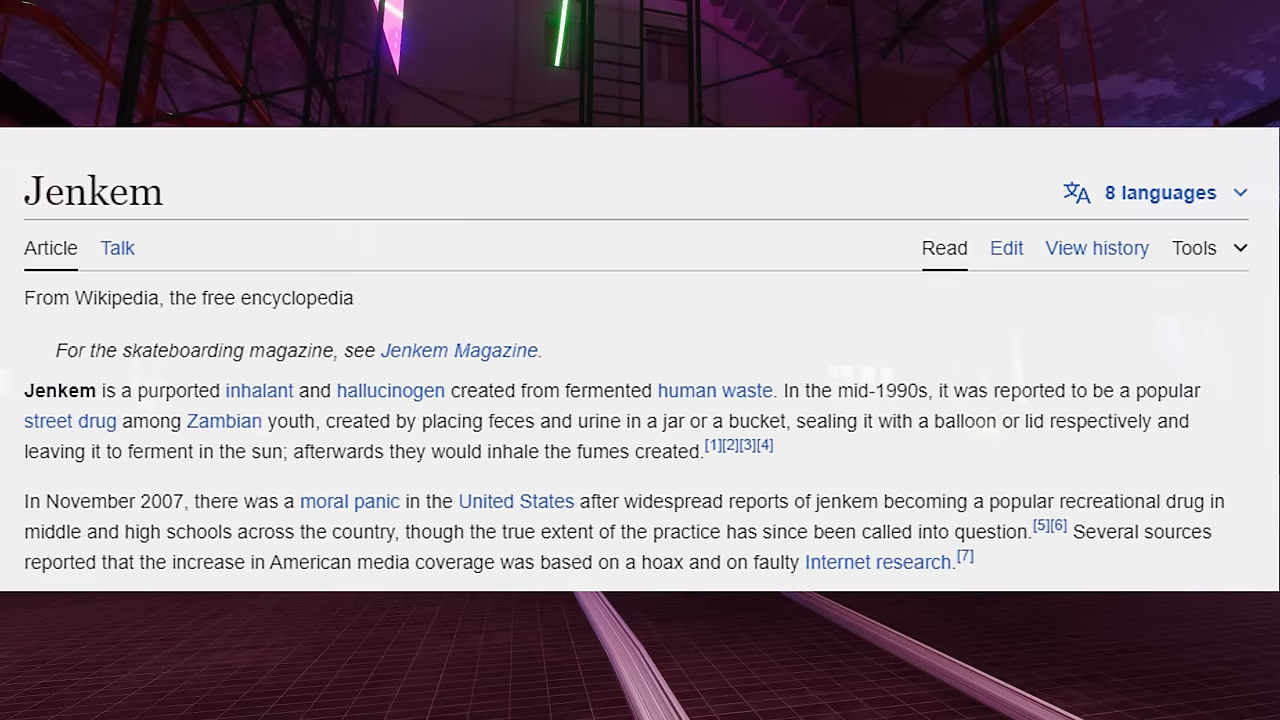 Jenkem
8 languages
Article Talk Read Edit View history Tools
From Wikipedia, the free encyclopedia
For the skateboarding magazine, see Jenkem Magazine.
Jenkem is a purported inhalant and hallucinogen created from fermented human waste. In the mid-1990s, it was reported to be a popular
street drug among Zambian youth, created by placing feces and urine in a jar or a bucket, sealing it with a balloon or lid respectively and
leaving it to ferment in the sun; afterwards they would inhale the fumes created.[1][2][3][4]
In November 2007, there was a moral panic in the United States after widespread reports of jenkem becoming a popular recreational drug in
middle and high schools across the country, though the true extent of the practice has since been called into question.[5][6] Several sources
reported that the increase in American media coverage was based on a hoax and on faulty Internet research.[7]